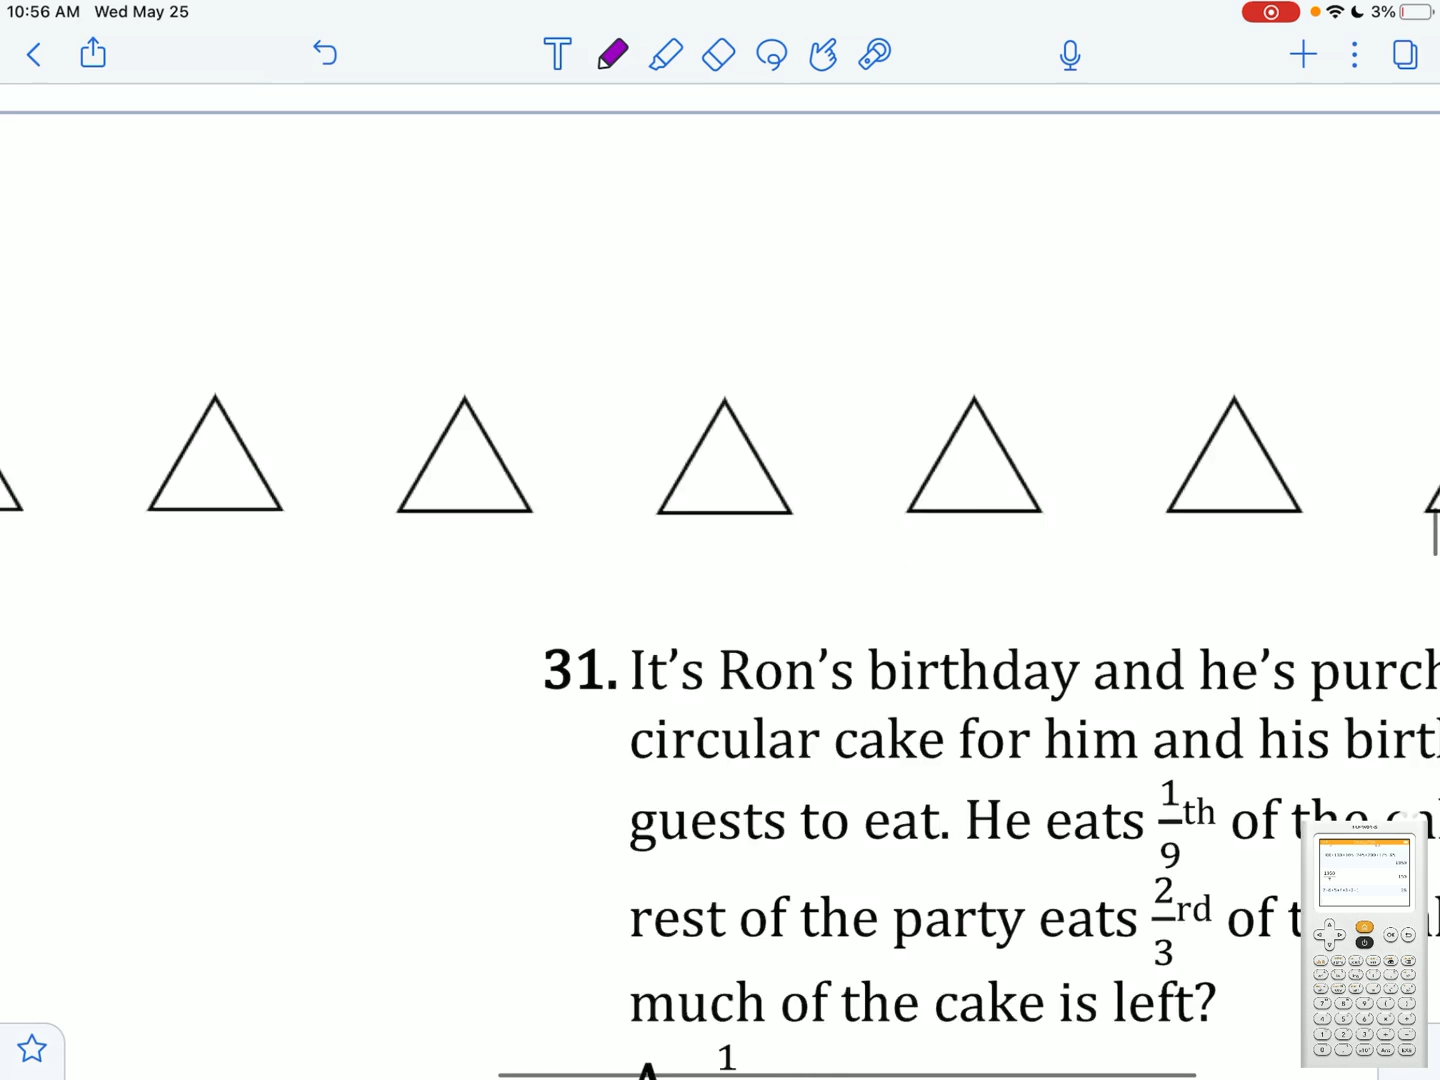 10:56 AM Wed May 25
3%
31. It's Ron's birthday and he's purch
circular cake for him and his birt
guests to eat. He eats 1/9 th of the
rest of the party eats 2/3 rd of
much of the cake is left?
1